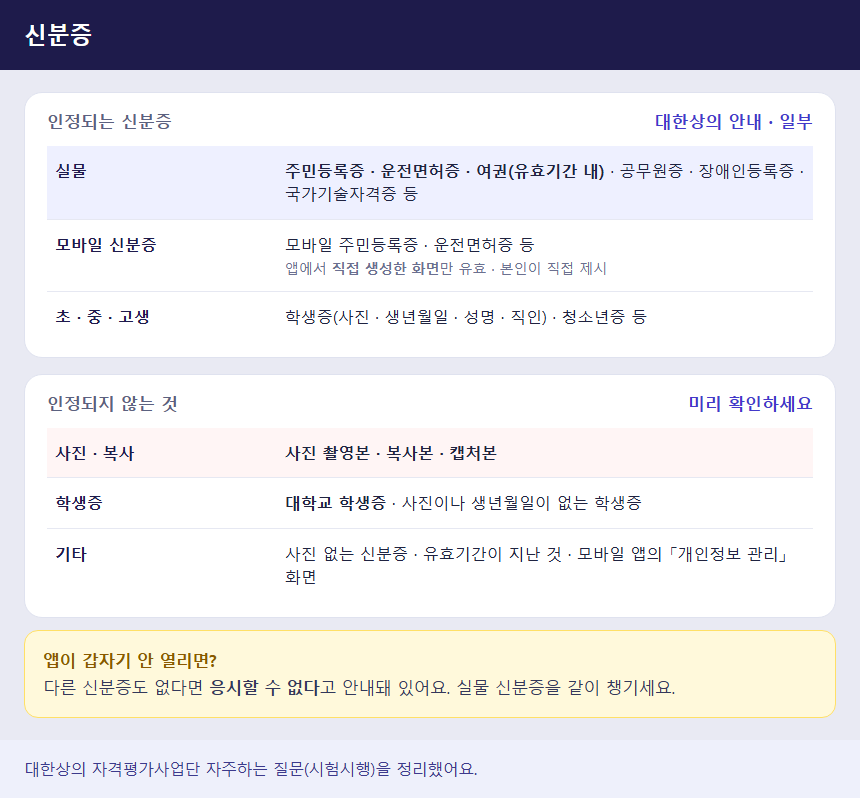 신분증
인정되는 신분증
대한상의 안내 · 일부
실물
주민등록증 · 운전면허증 · 여권(유효기간 내) · 공무원증 · 장애인등록증 ·
국가기술자격증 등
모바일 신분증
모바일 주민등록증 · 운전면허증 등
앱에서 직접 생성한 화면만 유효 · 본인이 직접 제시
초 · 중 · 고생
학생증(사진 · 생년월일 · 성명 · 직인) · 청소년증 등
인정되지 않는 것
미리 확인하세요
사진 · 복사
사진 촬영본 · 복사본 · 캡처본
학생증
대학교 학생증 · 사진이나 생년월일이 없는 학생증
기타
사진 없는 신분증 · 유효기간이 지난 것 · 모바일 앱의 「개인정보 관리」
화면
앱이 갑자기 안 열리면?
다른 신분증도 없다면 응시할 수 없다고 안내돼 있어요. 실물 신분증을 같이 챙기세요.
대한상의 자격평가사업단 자주하는 질문(시험시행)을 정리했어요.